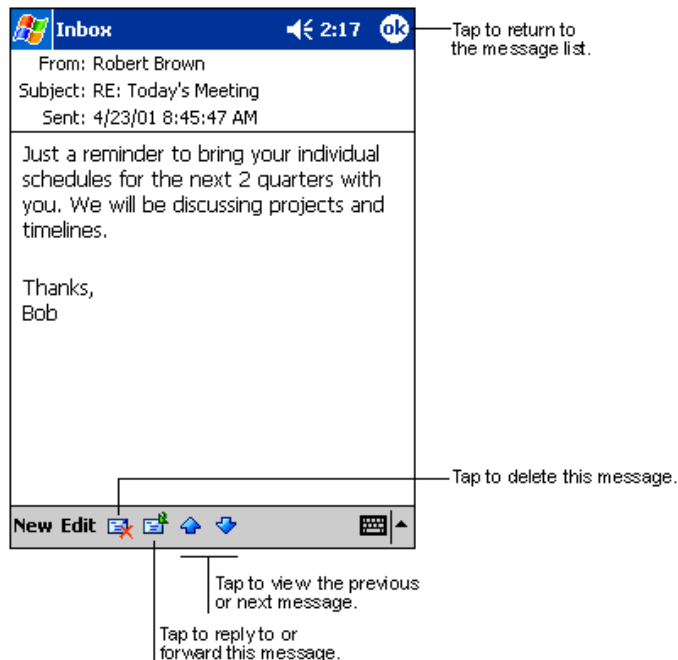 Inbox 2:17 ok
Tap to return to
the message list.
From: Robert Brown
Subject: RE: Today's Meeting
Sent: 4/23/01 8:45:47 AM
Just a reminder to bring your individual
schedules for the next 2 quarters with
you. We will be discussing projects and
timelines.
Thanks,
Bob
Tap to delete this message.
New Edit
Tap to view the previous
or next message.
Tap to reply to or
forward this message.